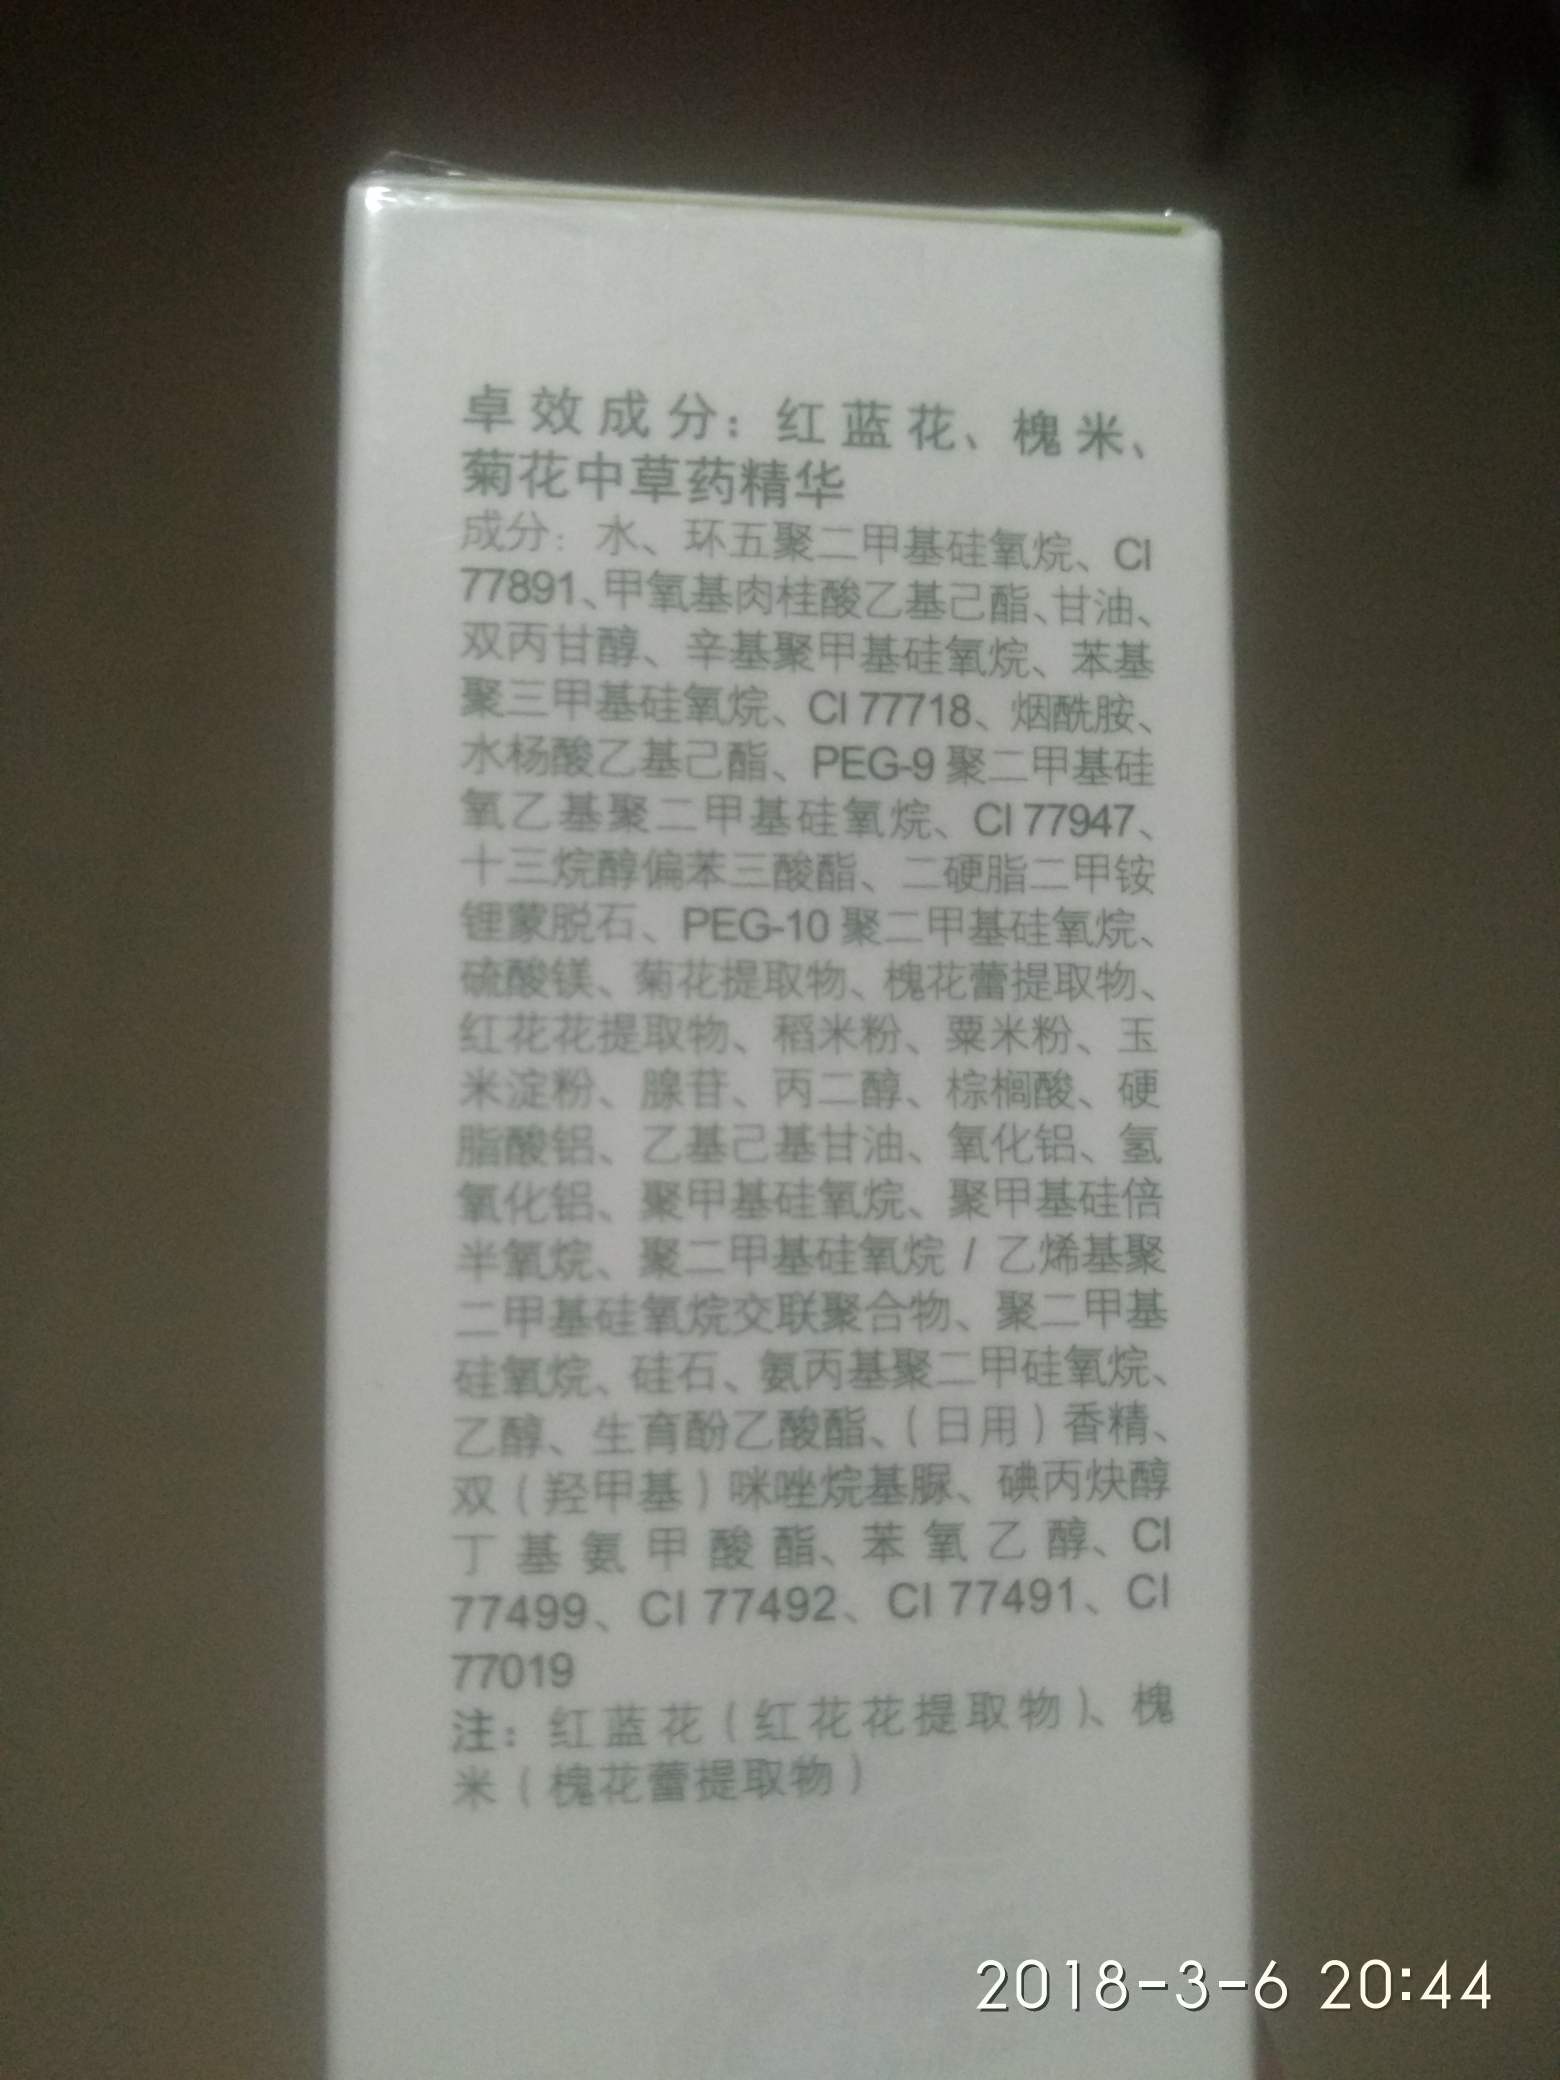 卓效成分：红蓝花、槐米、
菊花中草药精华
成分：水、环五聚二甲基硅氧烷、CI
77891、甲氧基肉桂酸乙基己酯、甘油、
双丙甘醇、辛基聚甲基硅氧烷、苯基
聚三甲基硅氧烷、CI 77718、烟酰胺、
水杨酸乙基己酯、PEG-9 聚二甲基硅
氧乙基聚二甲基硅氧烷、CI 77947、
十三烷醇偏苯三酸酯、二硬脂二甲铵
锂蒙脱石、PEG-10 聚二甲基硅氧烷、
硫酸镁、菊花提取物、槐花蕾提取物、
红花花提取物、稻米粉、粟米粉、玉
米淀粉、腺苷、丙二醇、棕榈酸、硬
脂酸铝、乙基己基甘油、氧化铝、氢
氧化铝、聚甲基硅氧烷、聚甲基硅倍
半氧烷、聚二甲基硅氧烷 / 乙烯基聚
二甲基硅氧烷交联聚合物、聚二甲基
硅氧烷、硅石、氨丙基聚二甲硅氧烷、
乙醇、生育酚乙酸酯、（日用）香精、
双（羟甲基）咪唑烷基脲、碘丙炔醇
丁基氨甲酸酯、苯氧乙醇、CI
77499、CI 77492、CI 77491、CI
77019
注：红蓝花（红花花提取物）、槐
米（槐花蕾提取物）
2018-3-6 20:44